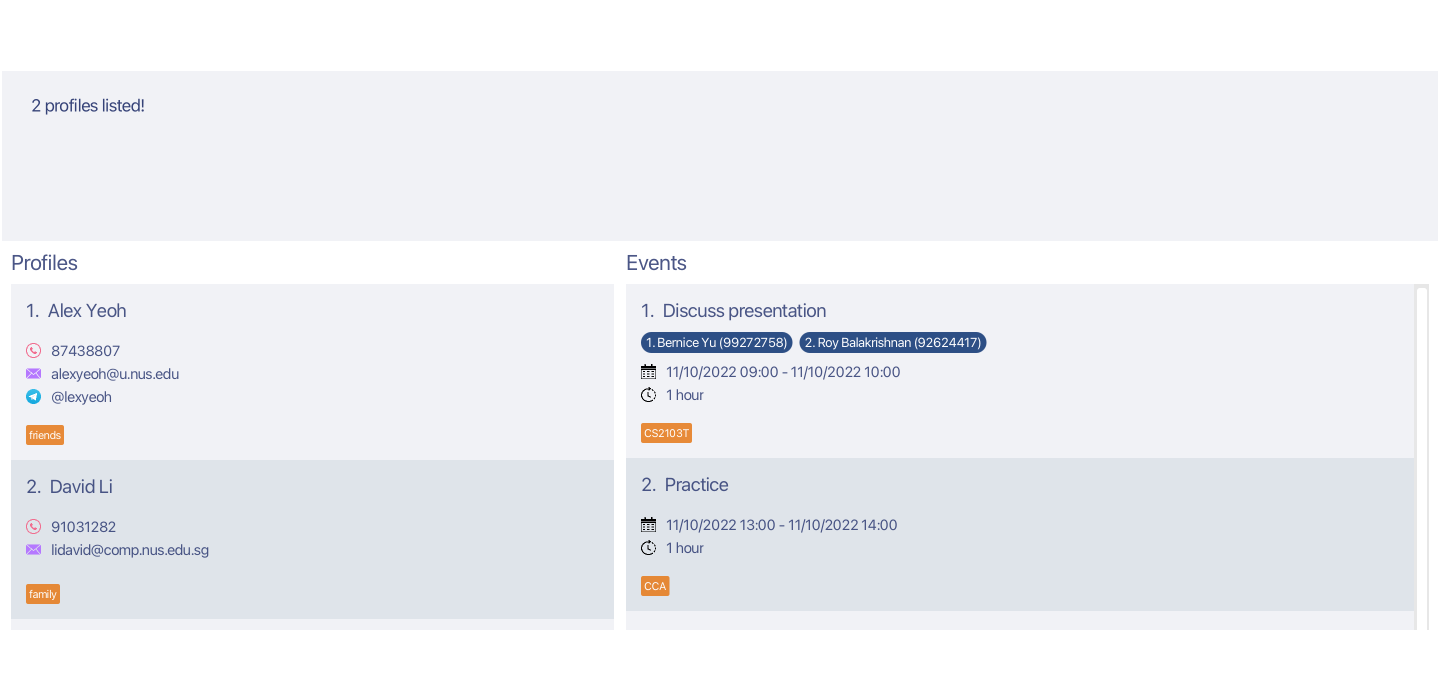 2 profiles listed!
Profiles
1. Alex Yeoh
87438807
alexyeoh@u.nus.edu
@lexyeoh
friends
2. David Li
91031282
lidavid@comp.nus.edu.sg
family
Events
1. Discuss presentation
1. Bernice Yu (99272758) 2. Roy Balakrishnan (92624417)
11/10/2022 09:00 - 11/10/2022 10:00
1 hour
CS2103T
2. Practice
11/10/2022 13:00 - 11/10/2022 14:00
1 hour
CCA